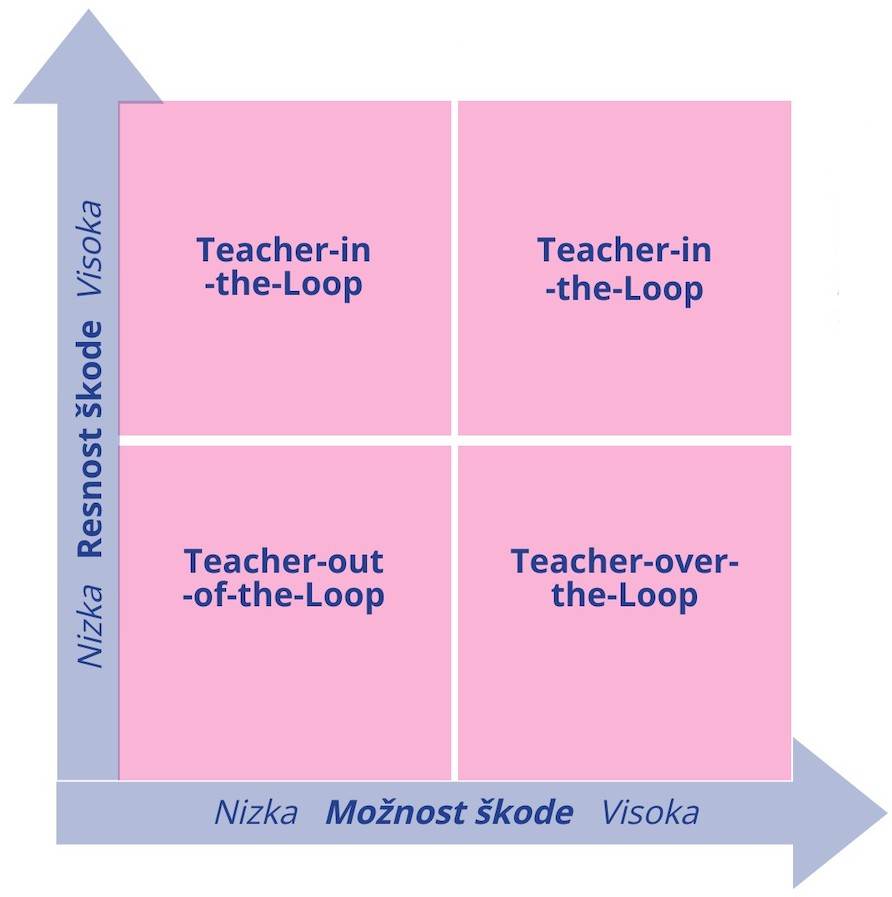 Teacher-in
-the-Loop
Teacher-in
-the-Loop
Teacher-out
-of-the-Loop
Teacher-over-
the-Loop
Nizka Resnost škode Visoka
Nizka Možnost škode Visoka